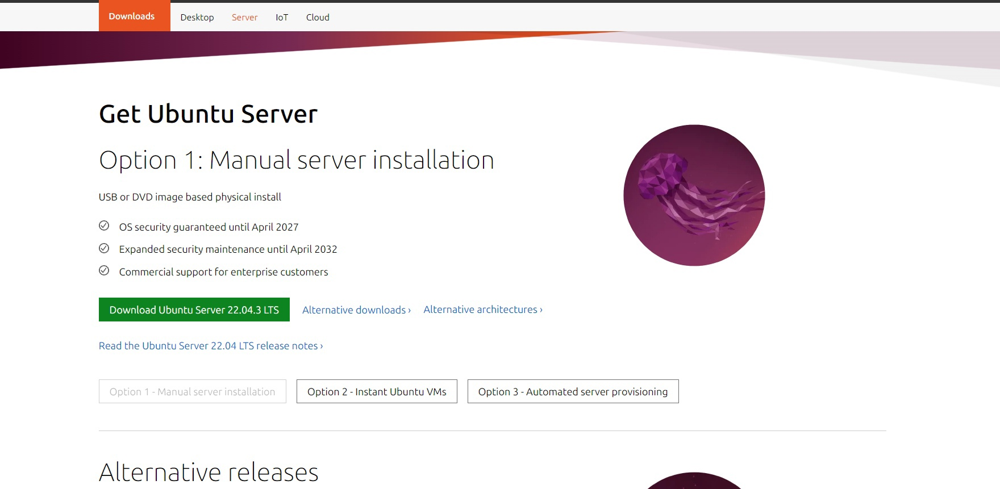 Downloads Desktop Server IoT Cloud
Get Ubuntu Server
Option 1: Manual server installation
USB or DVD image based physical install
OS security guaranteed until April 2027
Expanded security maintenance until April 2032
Commercial support for enterprise customers
Download Ubuntu Server 22.04.3 LTS Alternative downloads › Alternative architectures ›
Read the Ubuntu Server 22.04 LTS release notes ›
Option 1 - Manual server installation Option 2 - Instant Ubuntu VMs Option 3 - Automated server provisioning
Alternative releases